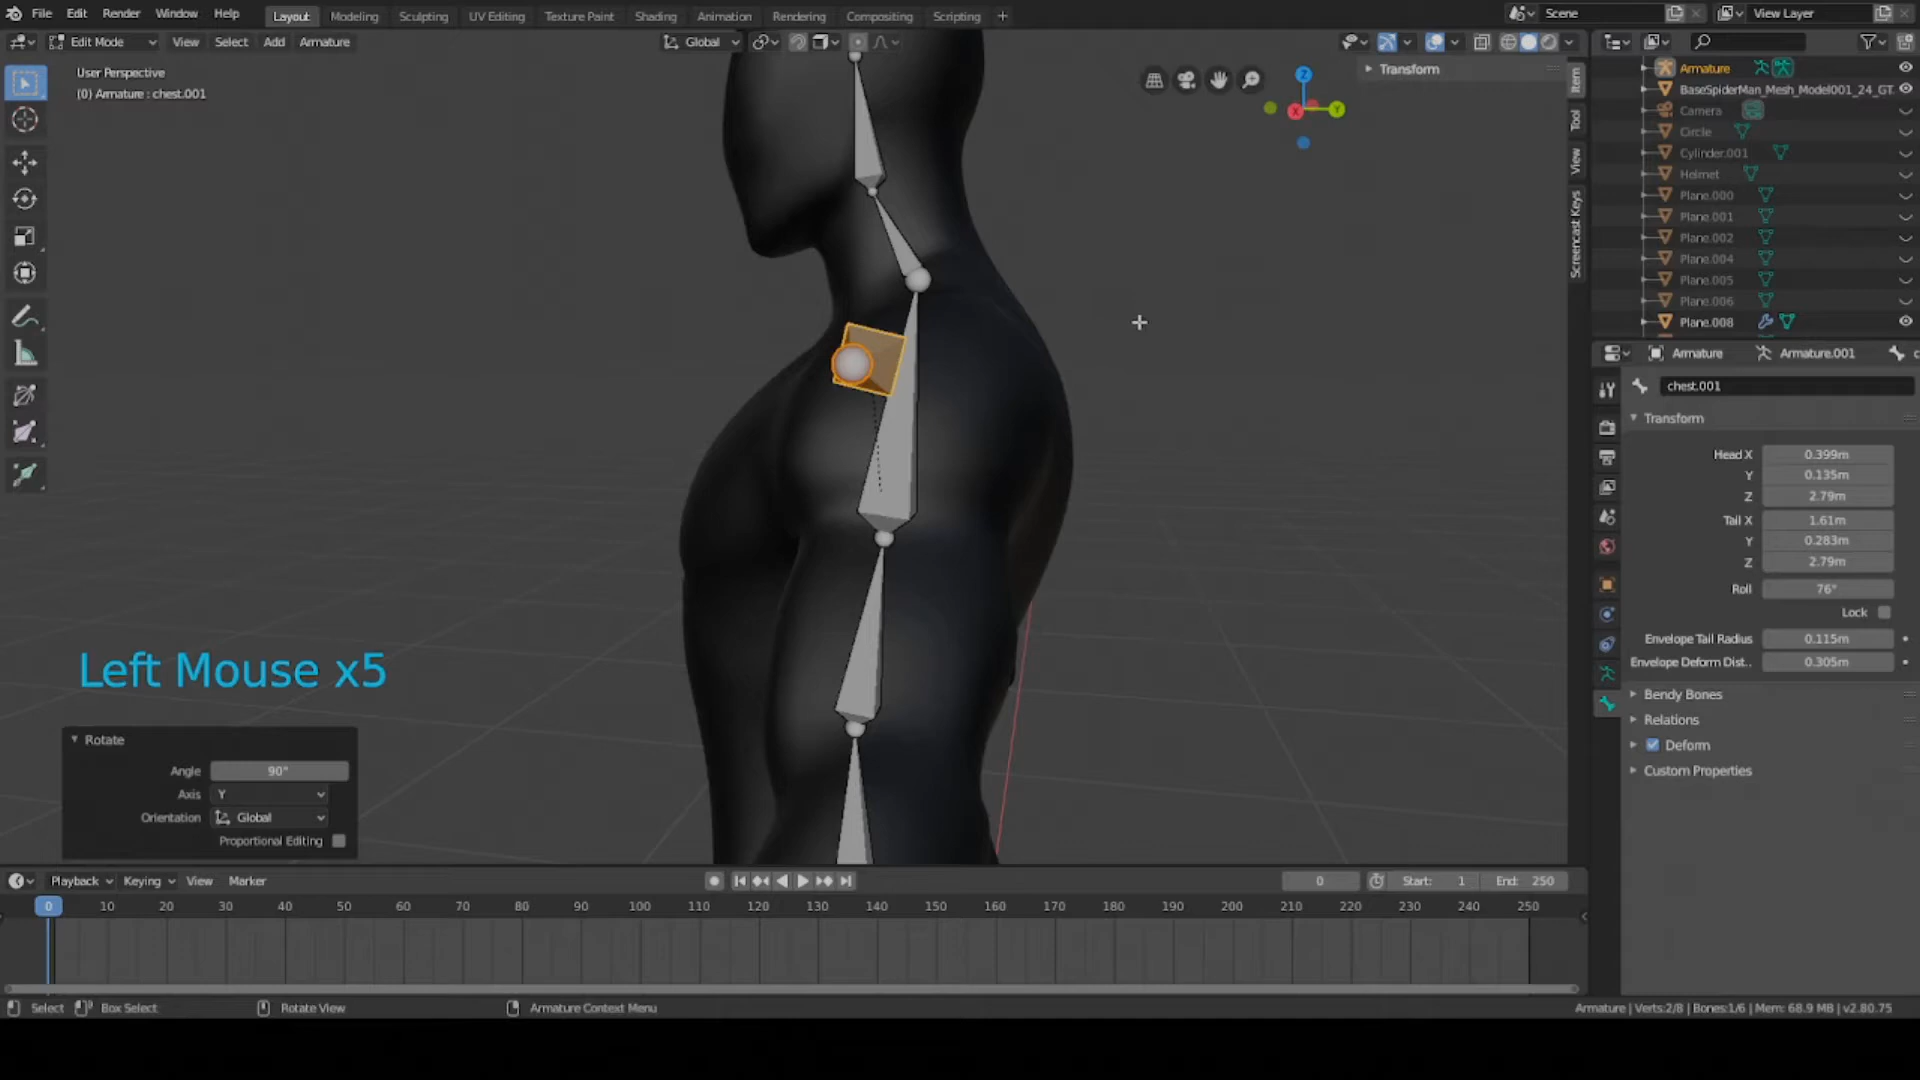 File Edit Render Window Help Layout Modeling Sculpting UV Editing Texture Paint Shading Animation Rendering Compositing Scripting + Scene View Layer
Edit Mode View Select Add Armature Global
User Perspective
(0) Armature : chest.001
Transform
Item
Tool
View
Screencast Keys
Z
X
Y
Armature
BaseSpiderMan_Mesh_Model001_24_GT
Camera
Circle
Cylinder.001
Helmet
Plane.000
Plane.001
Plane.002
Plane.004
Plane.005
Plane.006
Plane.008
Armature Armature.001 c
chest.001
Transform
Head X 0.399m
Y 0.135m
Z 2.79m
Tail X 1.61m
Y 0.283m
Z 2.79m
Roll 76°
Lock
Envelope Tail Radius 0.115m
Envelope Deform Dist.. 0.305m
Bendy Bones
Relations
Deform
Custom Properties
Left Mouse x5
Rotate
Angle 90°
Axis Y
Orientation Global
Proportional Editing
Playback Keying View Marker 0 Start: 1 End: 250
0 10 20 30 40 50 60 70 80 90 100 110 120 130 140 150 160 170 180 190 200 210 220 230 240 250
Select Box Select Rotate View Armature Context Menu Armature | Verts:2/8 | Bones:1/6 | Mem: 68.9 MB | v2.80.75